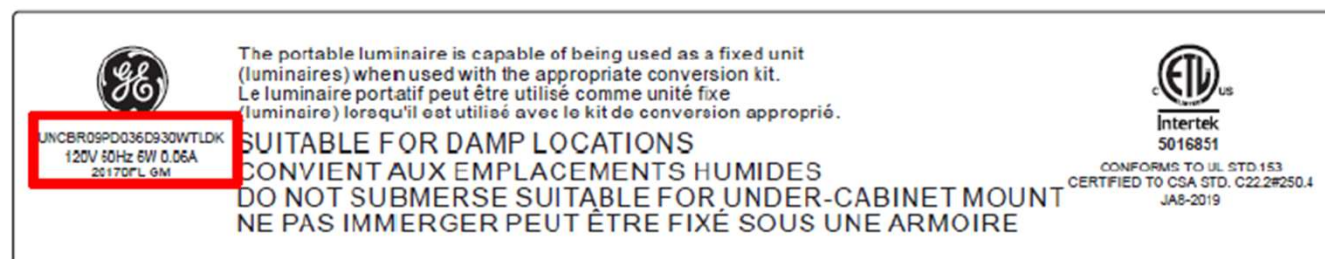 GE
UNCBR09PD036D930WTLDK
120V 60Hz 6W 0.06A
2017DFL GM
The portable luminaire is capable of being used as a fixed unit
(luminaires) when used with the appropriate conversion kit.
Le luminaire portatif peut être utilisé comme unité fixe
(luminaire) lorsqu'il est utilisé avec le kit de conversion approprié.
SUITABLE FOR DAMP LOCATIONS
CONVIENT AUX EMPLACEMENTS HUMIDES
DO NOT SUBMERSE SUITABLE FOR UNDER-CABINET MOUNT
NE PAS IMMERGER PEUT ÊTRE FIXÉ SOUS UNE ARMOIRE
C ETL US
Intertek
5016851
CONFORMS TO UL STD.153
CERTIFIED TO CSA STD. C22.2#250.4
JA8-2019